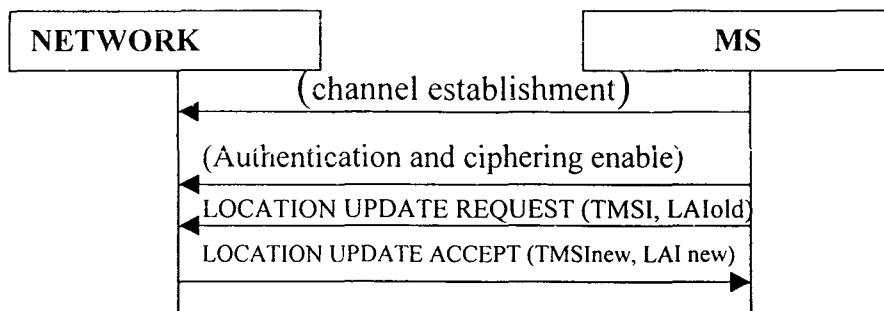 NETWORK
MS
(channel establishment)
(Authentication and ciphering enable)
LOCATION UPDATE REQUEST (TMSI, LAIold)
LOCATION UPDATE ACCEPT (TMSInew, LAI new)